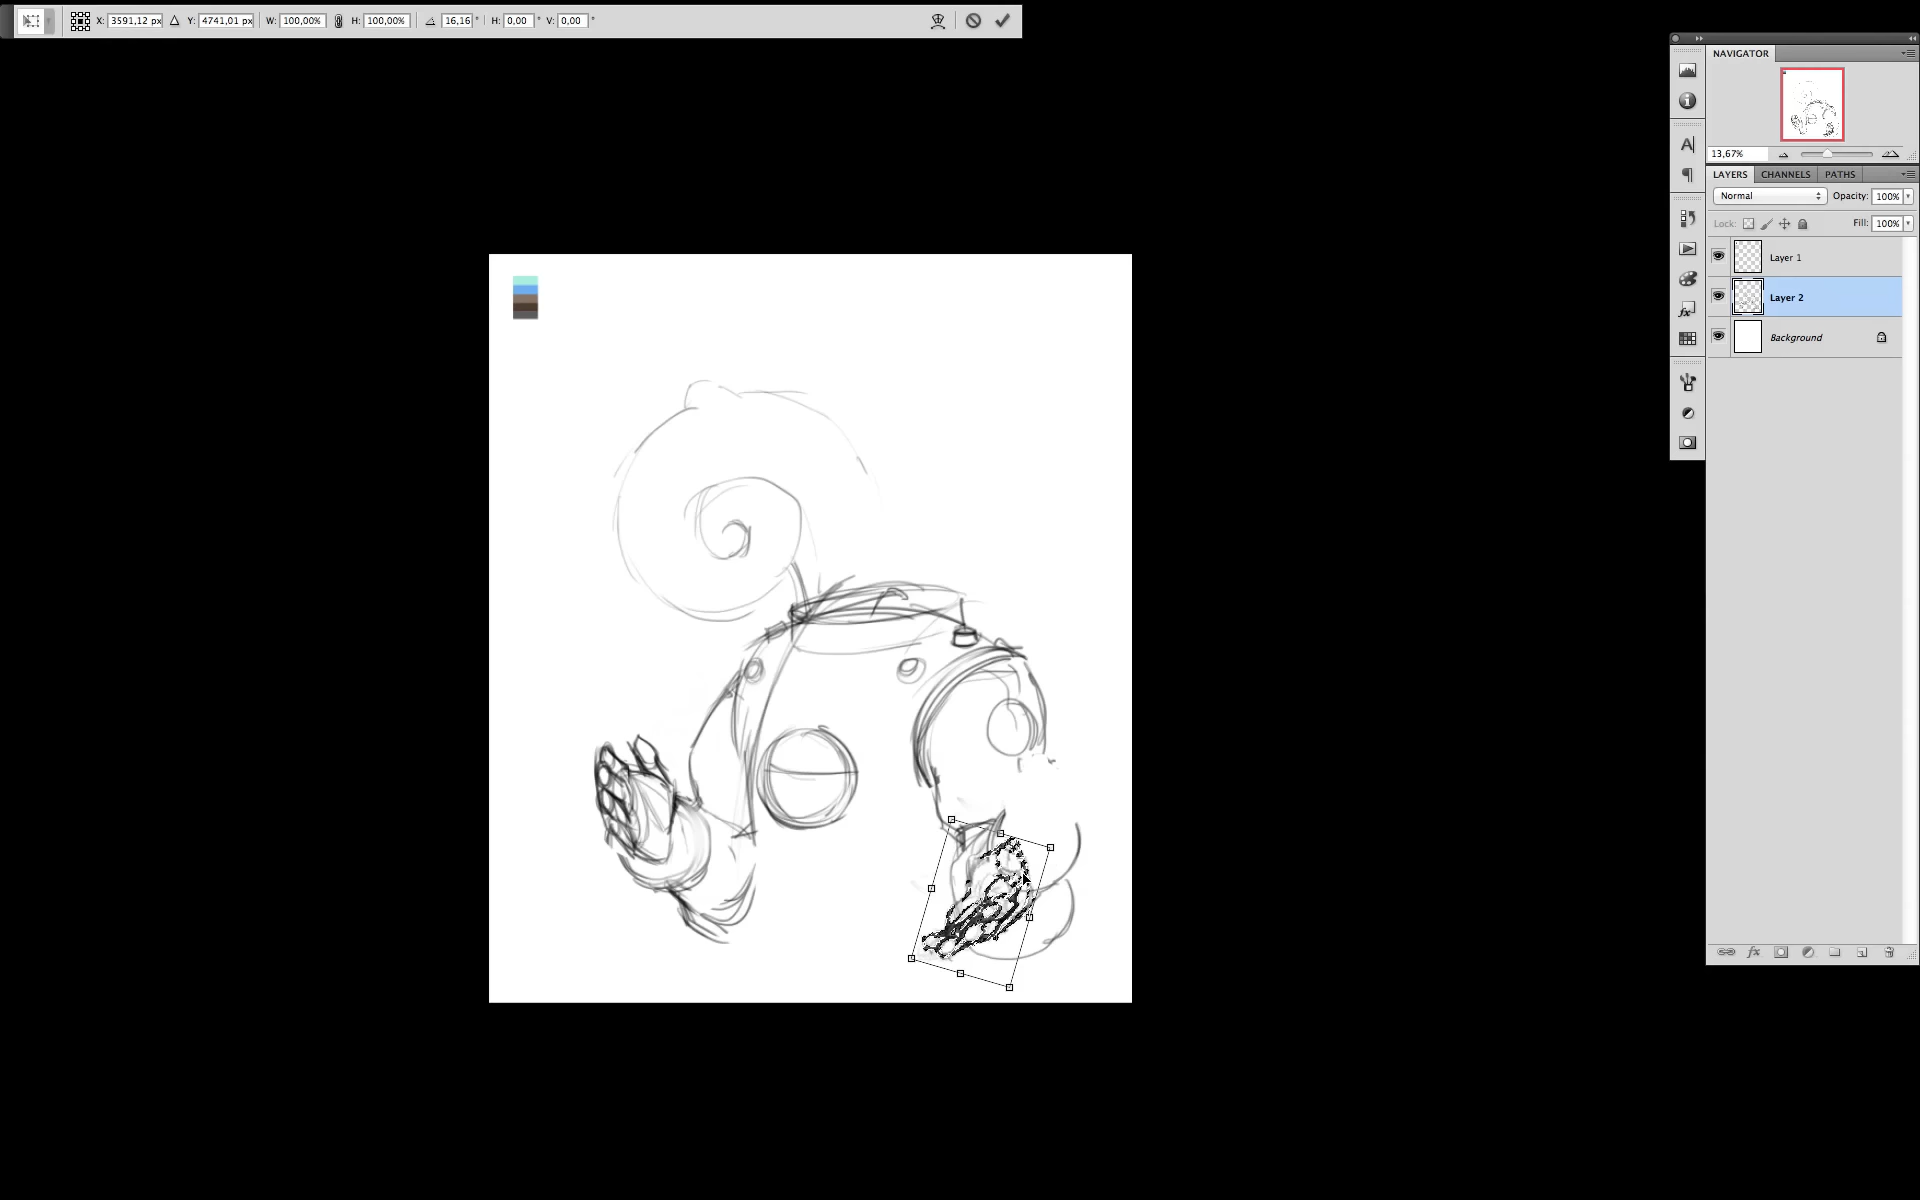 X: 3591,12 px Y: 4741,01 px W: 100,00% H: 100,00% 16,16 ° H: 0,00 ° V: 0,00 °
NAVIGATOR
13,67%
LAYERS CHANNELS PATHS
Normal Opacity: 100%
Lock: Fill: 100%
Layer 1
Layer 2
Background